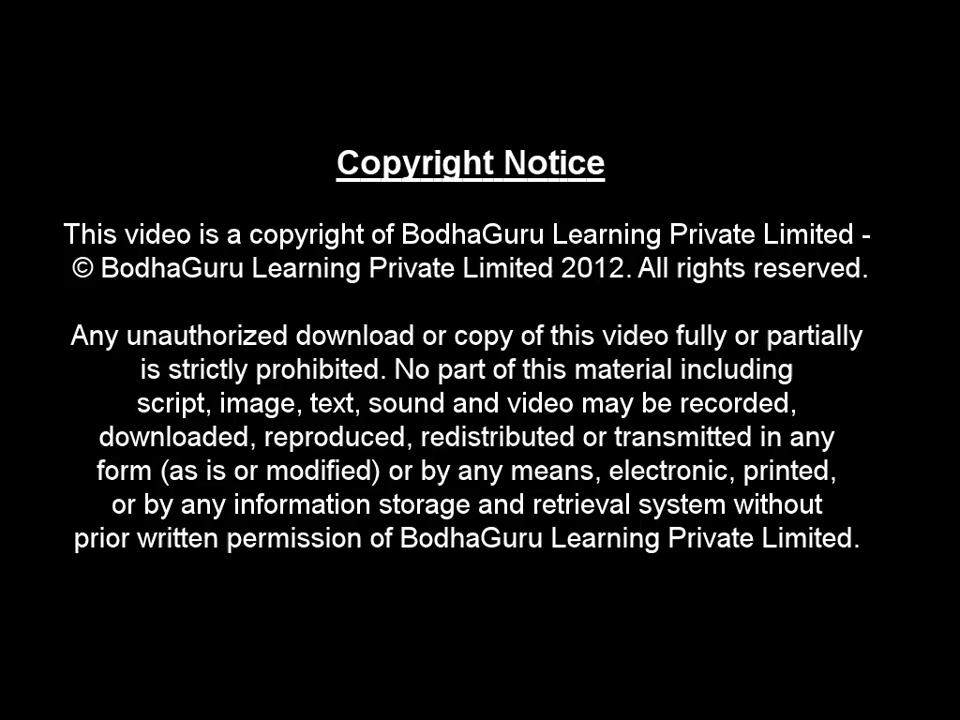 Copyright Notice
This video is a copyright of BodhaGuru Learning Private Limited -
© BodhaGuru Learning Private Limited 2012. All rights reserved.
Any unauthorized download or copy of this video fully or partially
is strictly prohibited. No part of this material including
script, image, text, sound and video may be recorded,
downloaded, reproduced, redistributed or transmitted in any
form (as is or modified) or by any means, electronic, printed,
or by any information storage and retrieval system without
prior written permission of BodhaGuru Learning Private Limited.